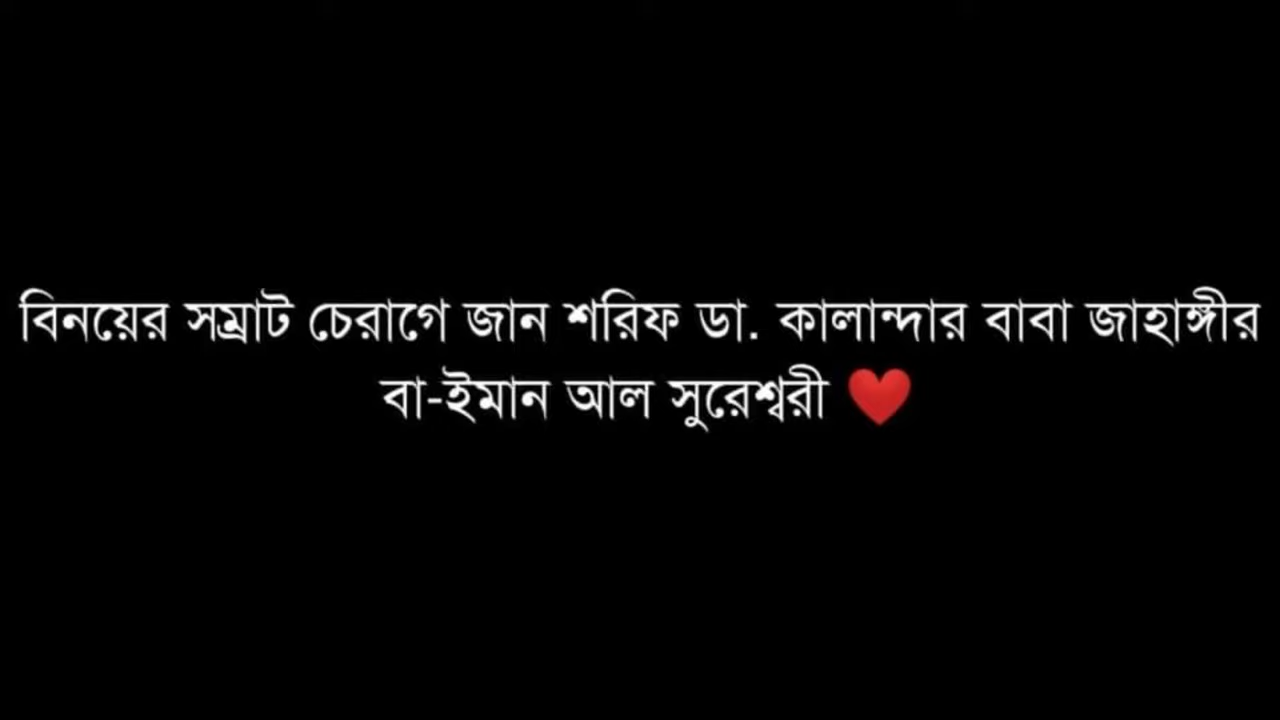 বিনয়ের সম্রাট চেরাগে জান শরিফ ডা. কালান্দার বাবা জাহাঙ্গীর
বা-ইমান আল সুরেশ্বরী ❤️